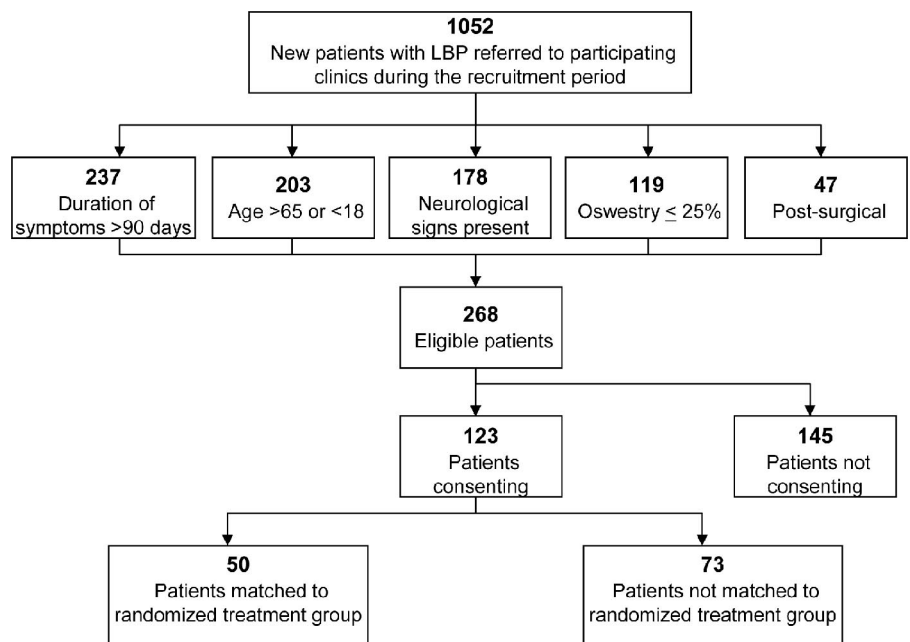 1052
New patients with LBP referred to participating
clinics during the recruitment period
237
Duration of
symptoms >90 days
203
Age >65 or <18
178
Neurological
signs present
119
Oswestry ≤ 25%
47
Post-surgical
268
Eligible patients
123
Patients
consenting
145
Patients not
consenting
50
Patients matched to
randomized treatment group
73
Patients not matched to
randomized treatment group